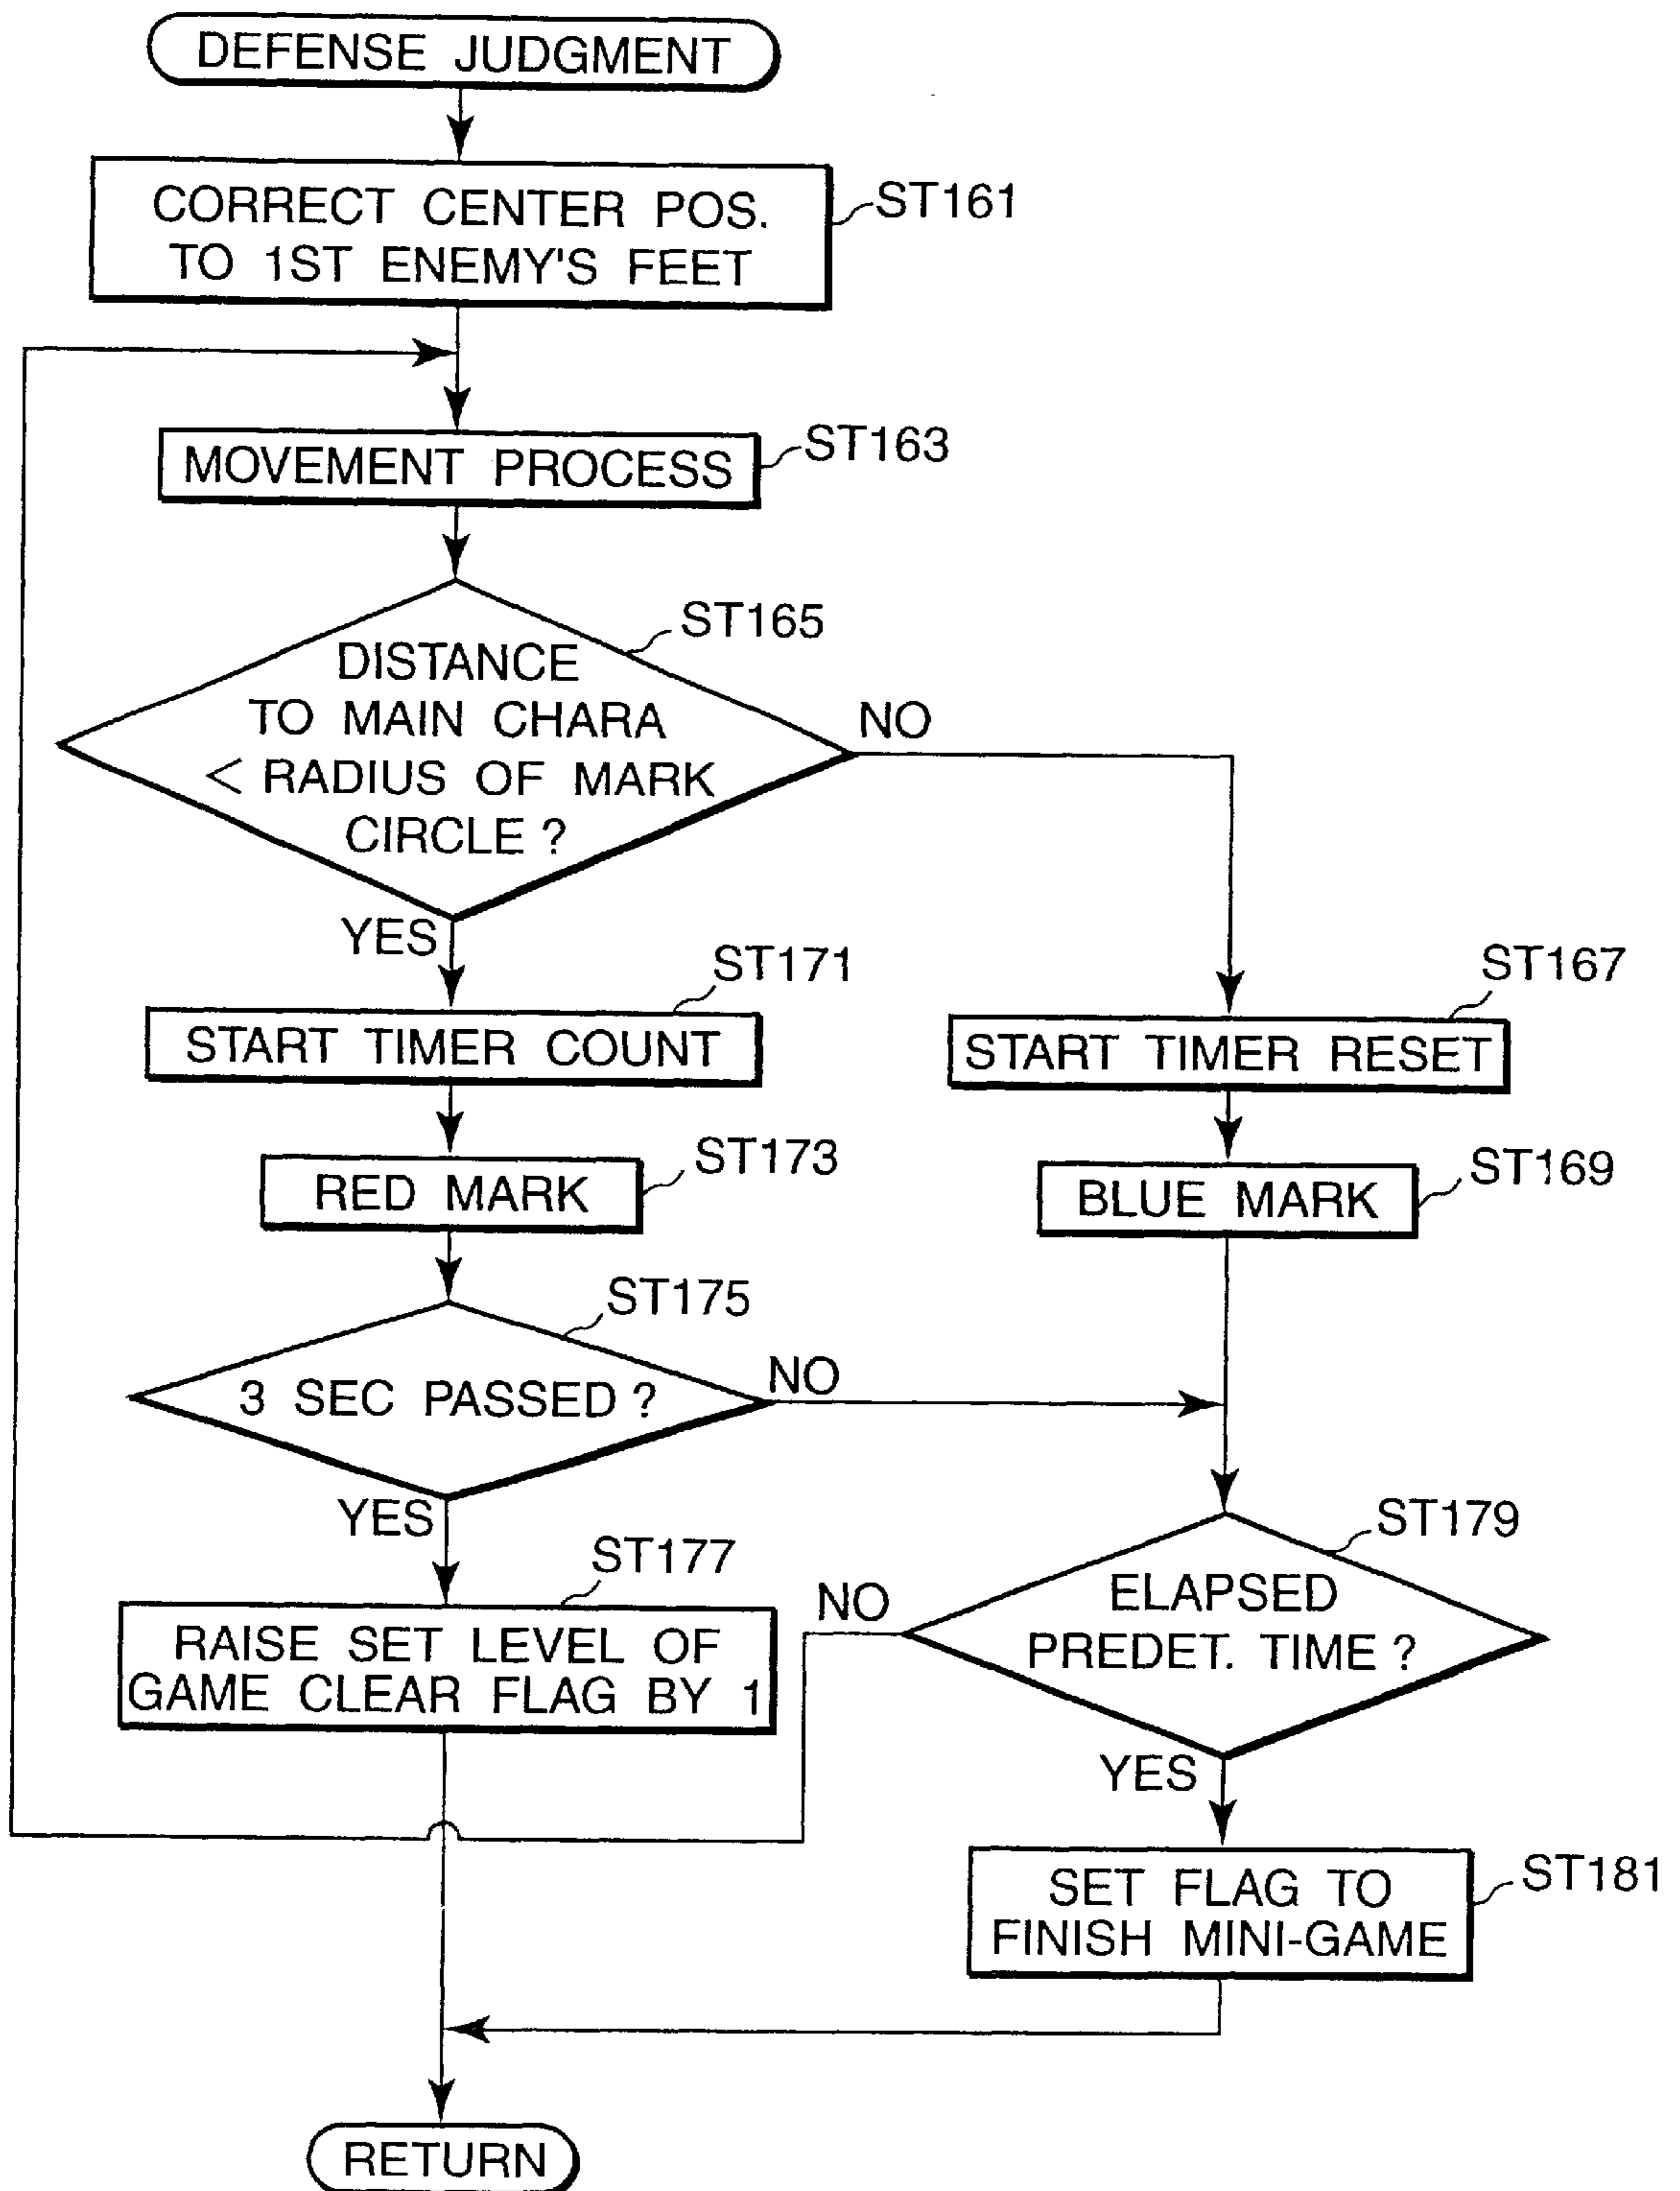 DEFENSE JUDGMENT
CORRECT CENTER POS.
TO 1ST ENEMY'S FEET
ST161
MOVEMENT PROCESS
ST163
ST165
DISTANCE
TO MAIN CHARA
< RADIUS OF MARK
CIRCLE ?
NO
YES
ST171
START TIMER COUNT
ST167
START TIMER RESET
ST173
RED MARK
ST169
BLUE MARK
ST175
3 SEC PASSED ?
NO
YES
ST177
RAISE SET LEVEL OF
GAME CLEAR FLAG BY 1
ST179
ELAPSED
PREDET. TIME ?
NO
YES
ST181
SET FLAG TO
FINISH MINI-GAME
RETURN